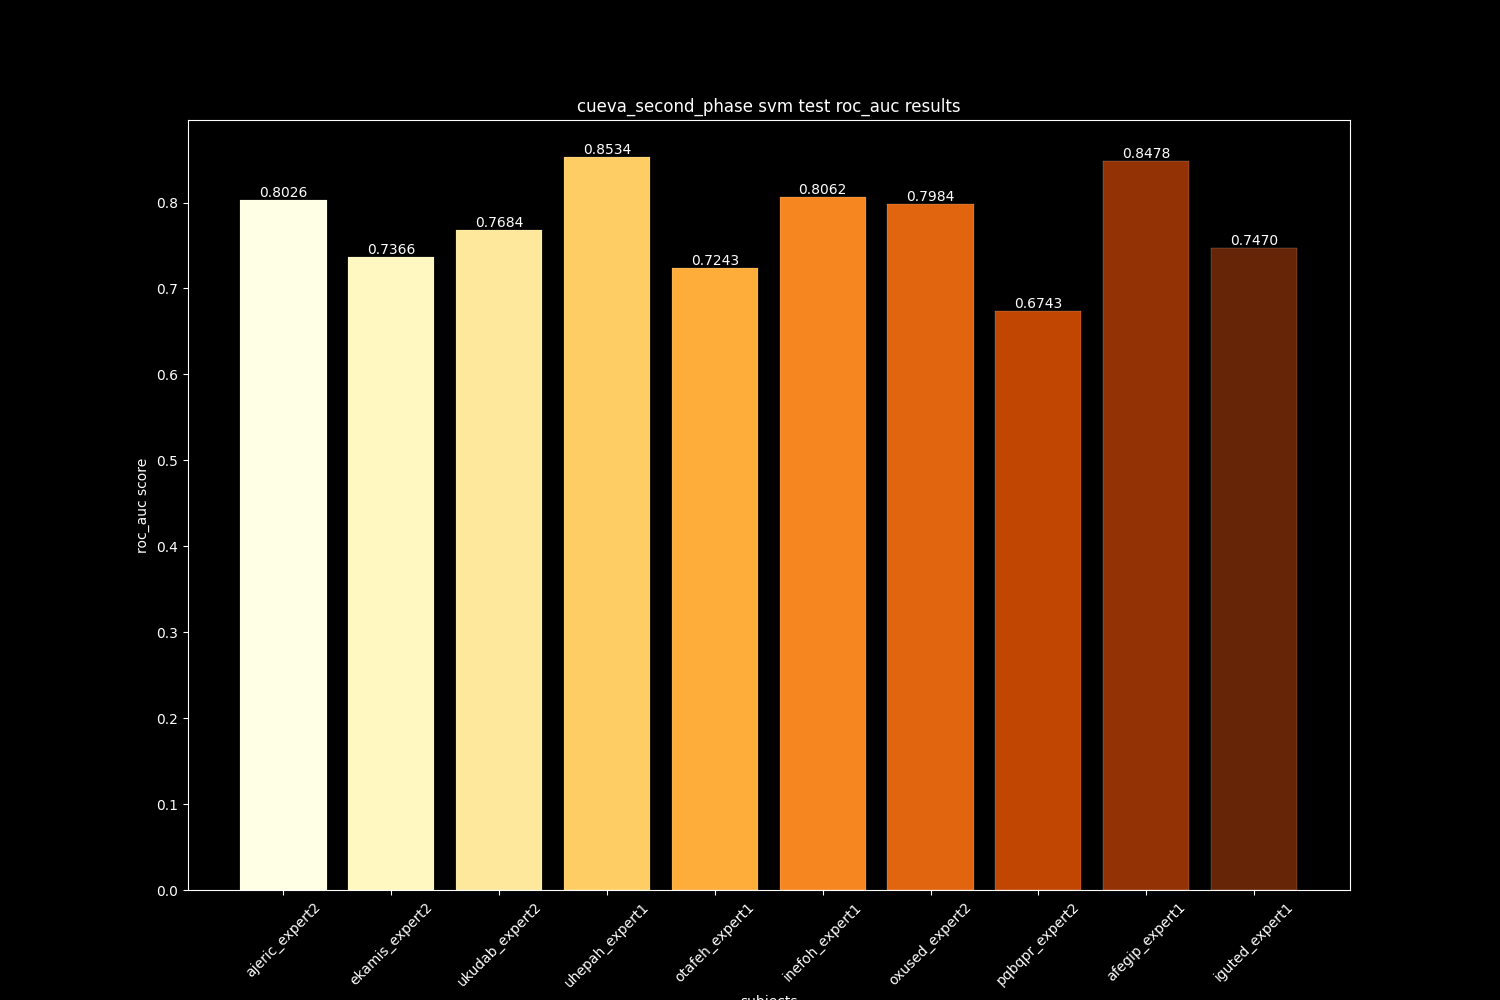 cueva_second_phase svm test roc_auc results
0.8026
0.7366
0.7684
0.8534
0.7243
0.8062
0.7984
0.6743
0.8478
0.7470
roc_auc score
0.8
0.7
0.6
0.5
0.4
0.3
0.2
0.1
0.0
ajeric_expert2
ekamis_expert2
ukudab_expert2
uhepah_expert1
otafeh_expert1
inefoh_expert1
oxused_expert2
pqbqpr_expert2
afegip_expert1
iguted_expert1
subjects